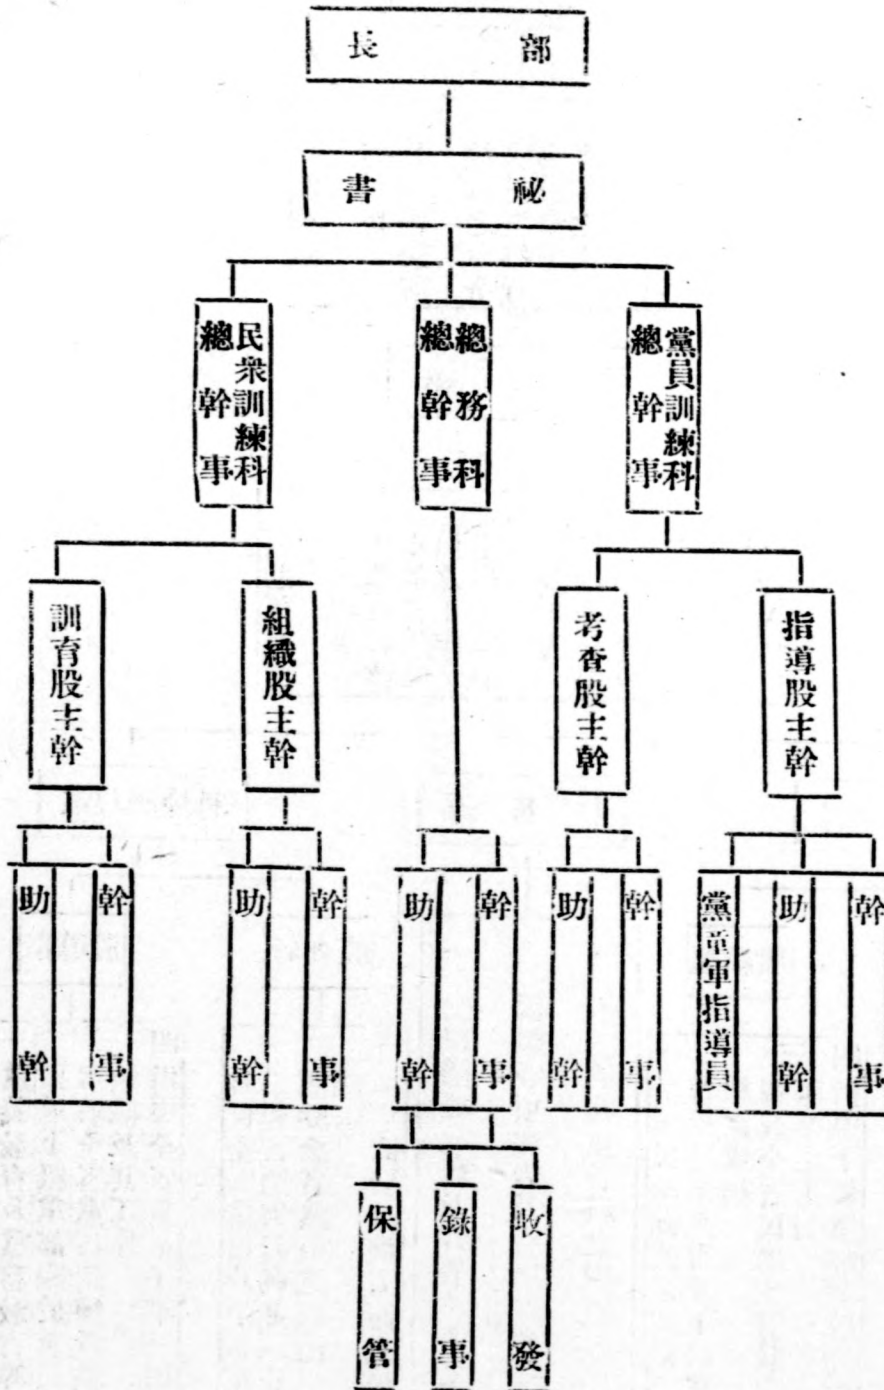 部長
祕書
黨員訓練科
總幹事
總務科
總幹事
民衆訓練科
總幹事
指導股主幹
考查股主幹
組織股主幹
訓育股主幹
幹事
助幹
黨童軍指導員
幹事
助幹
幹事
助幹
幹事
助幹
幹事
助幹
收發
錄事
保管